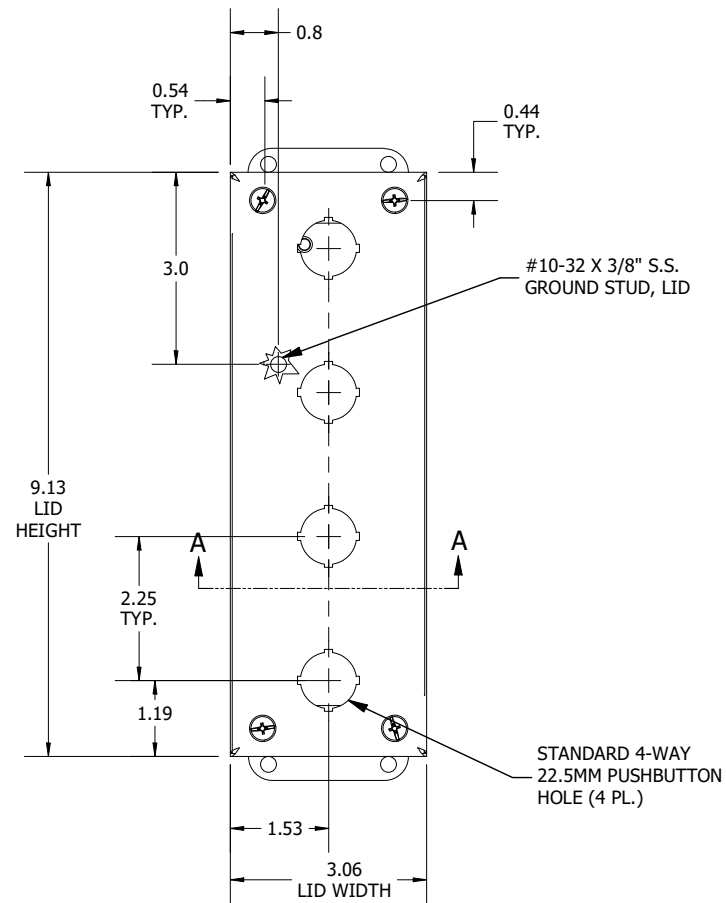 0.8
0.54
TYP.
0.44
TYP.
3.0
#10-32 X 3/8" S.S.
GROUND STUD, LID
9.13
LID
HEIGHT
A
A
2.25
TYP.
1.19
STANDARD 4-WAY
22.5MM PUSHBUTTON
HOLE (4 PL.)
1.53
3.06
LID WIDTH